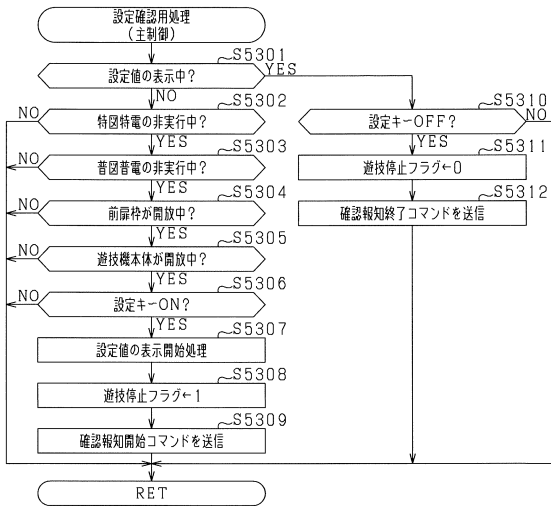 設定確認用処理
(主制御)
S5301
設定値の表示中?
YES
NO
S5302
NO
特図特電の非実行中?
YES
S5303
NO
普図普電の非実行中?
YES
S5304
NO
前扉枠が開放中?
YES
S5305
NO
遊技機本体が開放中?
YES
S5306
NO
設定キーON?
YES
S5307
設定値の表示開始処理
S5308
遊技停止フラグ←1
S5309
確認報知開始コマンドを送信
S5310
設定キーOFF?
NO
YES
S5311
遊技停止フラグ←0
S5312
確認報知終了コマンドを送信
RET